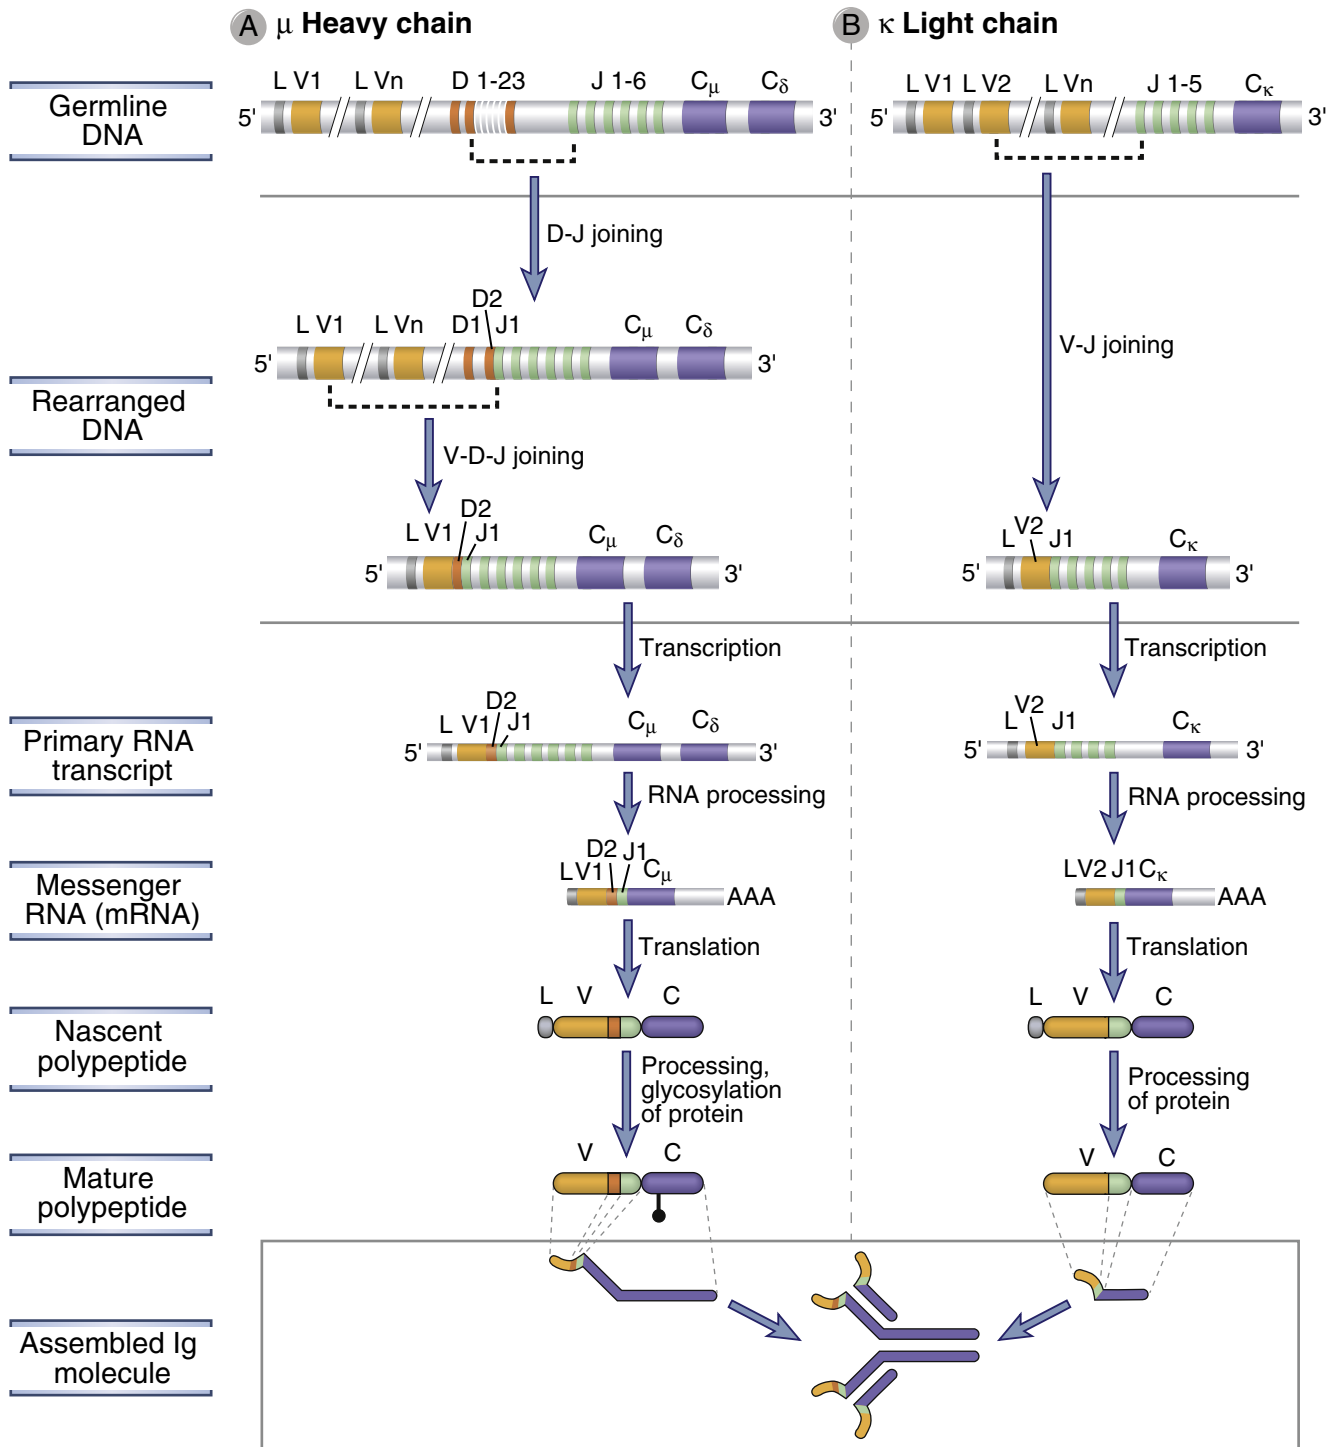 A μ Heavy chain
B κ Light chain
Germline
DNA
L V1 L Vn D 1-23 J 1-6 Cμ Cδ
5' 3'
L V1 L V2 L Vn J 1-5 Cκ
5' 3'
D-J joining
V-J joining
Rearranged
DNA
D2
L V1 L Vn D1 J1 Cμ Cδ
5' 3'
V-D-J joining
D2
L V1 J1 Cμ Cδ
5' 3'
V2
L J1 Cκ
5' 3'
Transcription
Transcription
Primary RNA
transcript
D2
L V1 J1 Cμ Cδ
5' 3'
V2
L J1 Cκ
5' 3'
RNA processing
RNA processing
Messenger
RNA (mRNA)
D2 J1
L V1 Cμ
AAA
LV2 J1Cκ
AAA
Translation
Translation
Nascent
polypeptide
L V C
L V C
Processing,
glycosylation
of protein
Processing
of protein
Mature
polypeptide
V C
V C
Assembled Ig
molecule